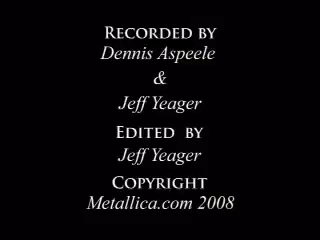 Recorded by
Dennis Aspeele
&
Jeff Yeager
Edited by
Jeff Yeager
Copyright
Metallica.com 2008